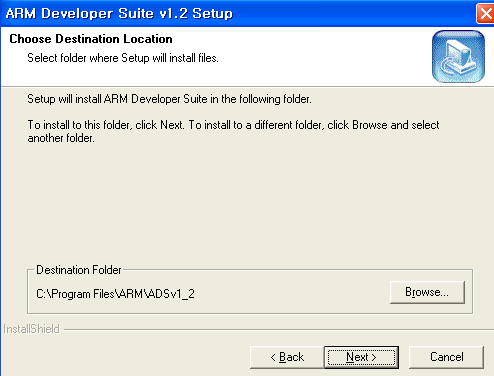 ARM Developer Suite v1.2 Setup
Choose Destination Location
Select folder where Setup will install files.
Setup will install ARM Developer Suite in the following folder.
To install to this folder, click Next. To install to a different folder, click Browse and select
another folder.
Destination Folder
C:\Program Files\ARM\ADSv1_2
Browse...
InstallShield
< Back
Next >
Cancel